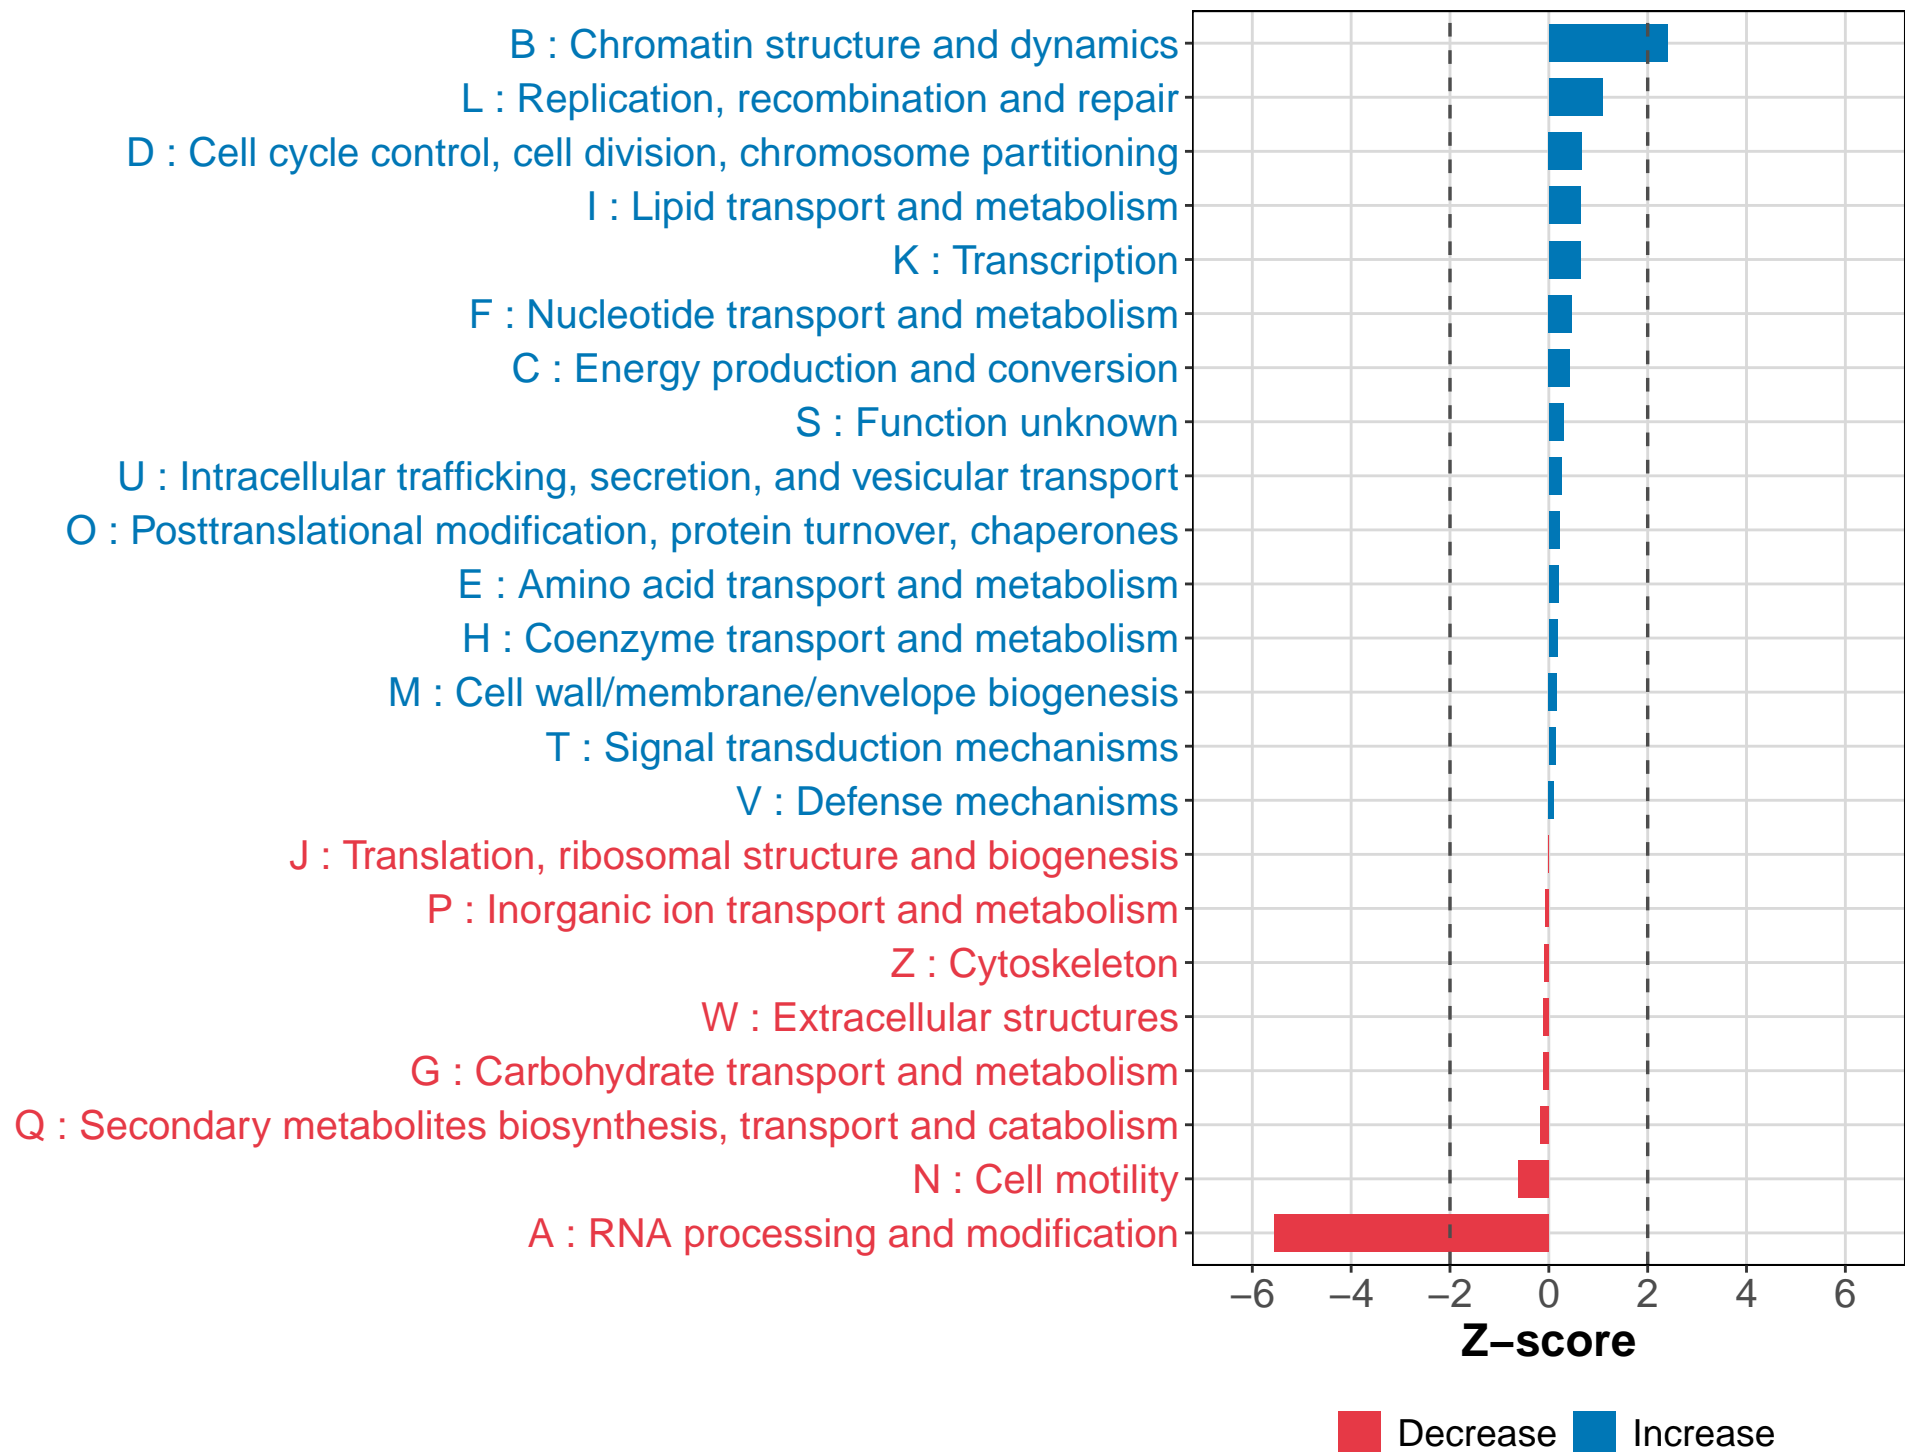 B : Chromatin structure and dynamics
L : Replication, recombination and repair
D : Cell cycle control, cell division, chromosome partitioning
I : Lipid transport and metabolism
K : Transcription
F : Nucleotide transport and metabolism
C : Energy production and conversion
S : Function unknown
U : Intracellular trafficking, secretion, and vesicular transport
O : Posttranslational modification, protein turnover, chaperones
E : Amino acid transport and metabolism
H : Coenzyme transport and metabolism
M : Cell wall/membrane/envelope biogenesis
T : Signal transduction mechanisms
V : Defense mechanisms
J : Translation, ribosomal structure and biogenesis
P : Inorganic ion transport and metabolism
Z : Cytoskeleton
W : Extracellular structures
G : Carbohydrate transport and metabolism
Q : Secondary metabolites biosynthesis, transport and catabolism
N : Cell motility
A : RNA processing and modification
−6 −4 −2 0 2 4 6
Z−score
Decrease Increase